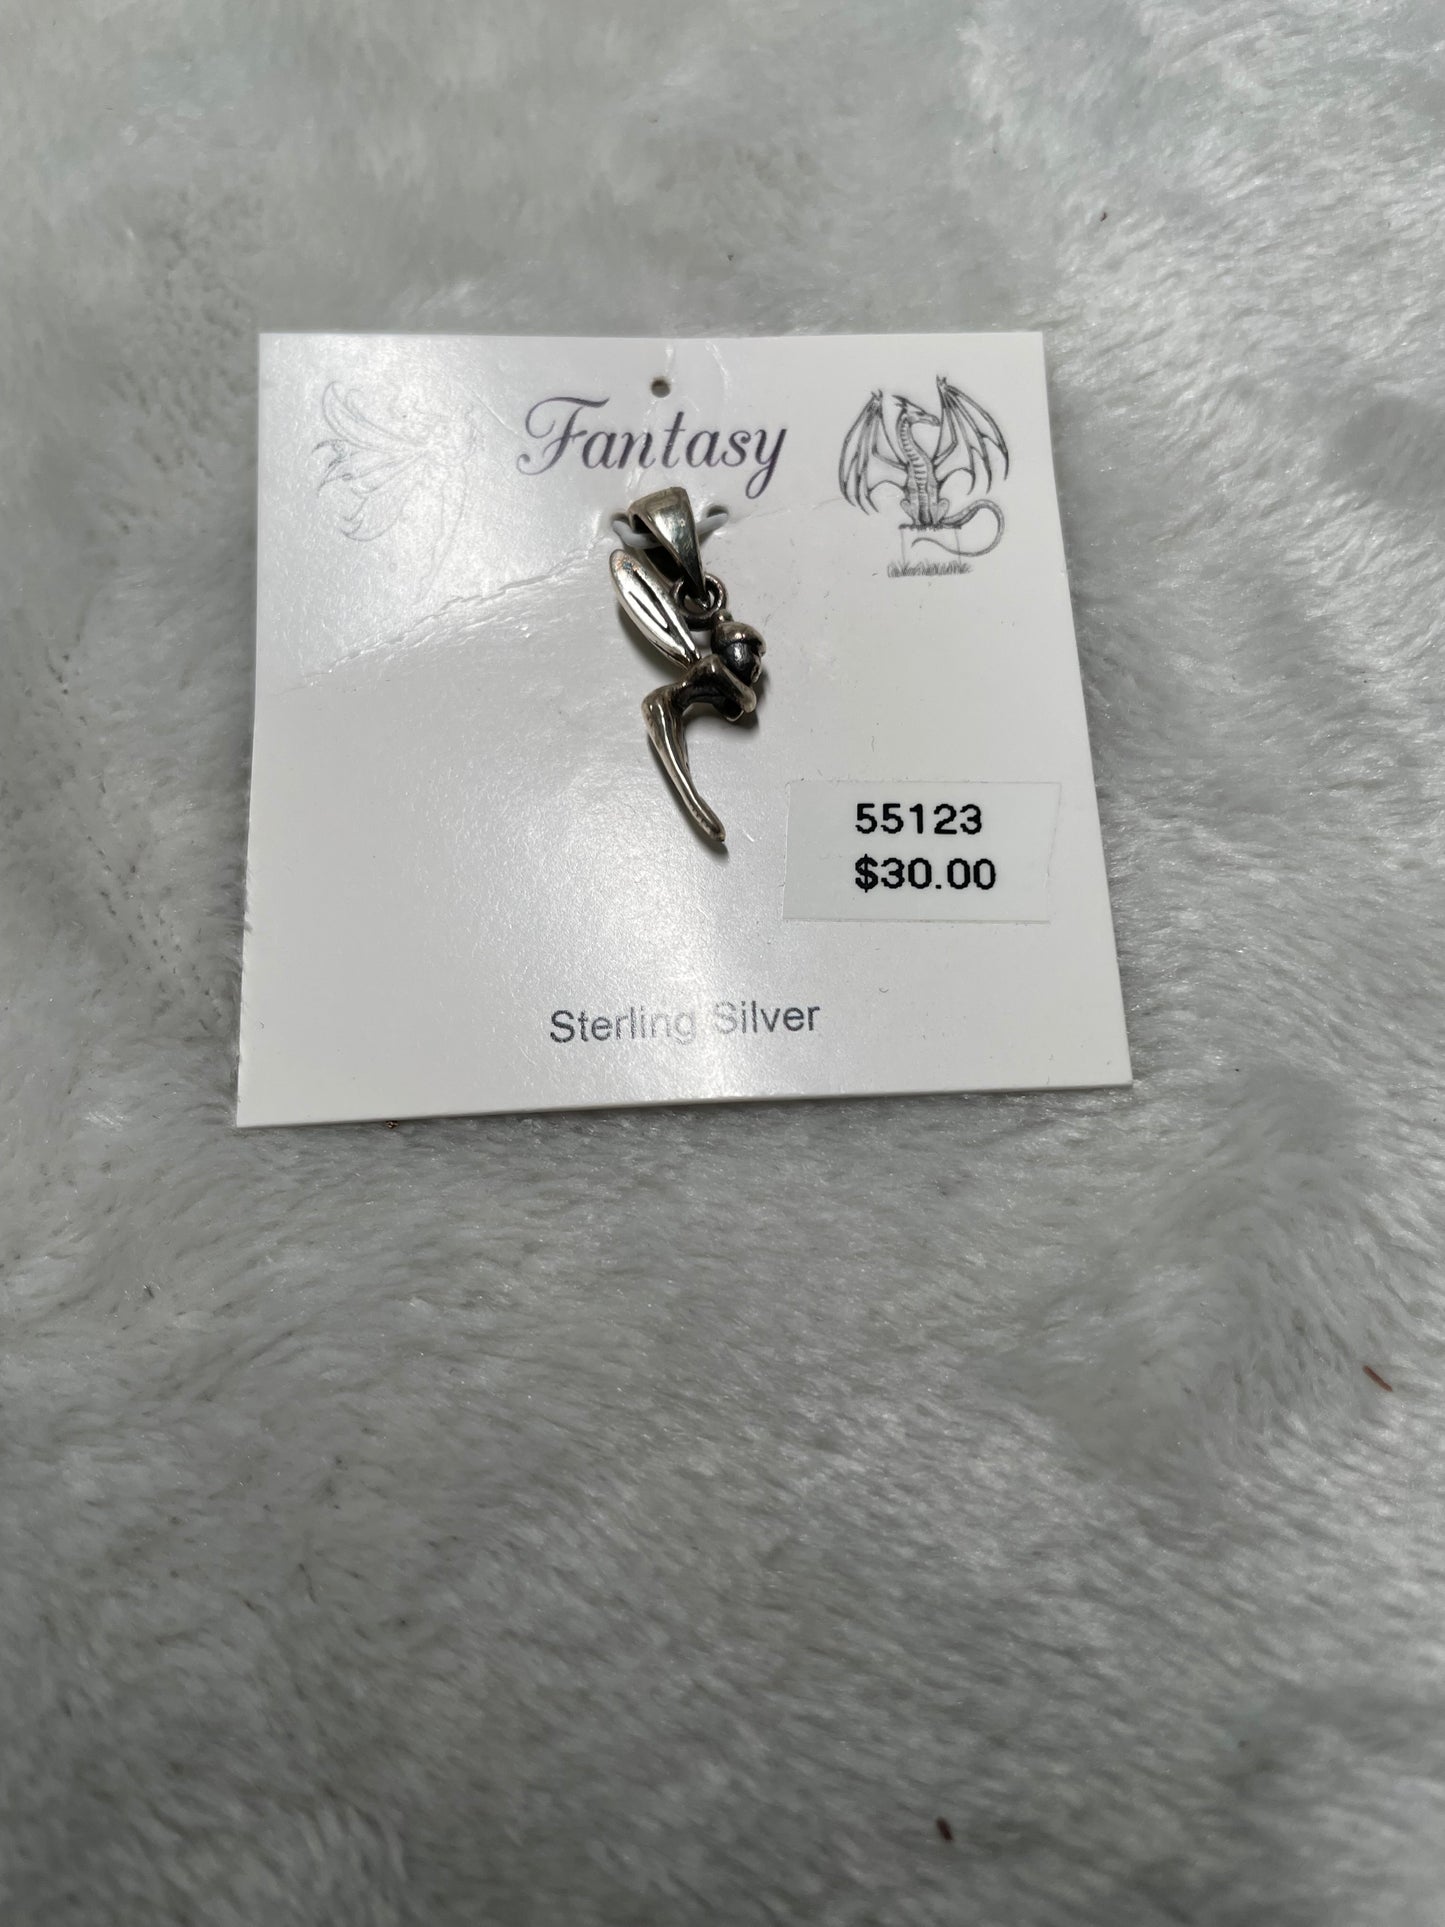 Fantasy
55123
$30.00
Sterling Silver